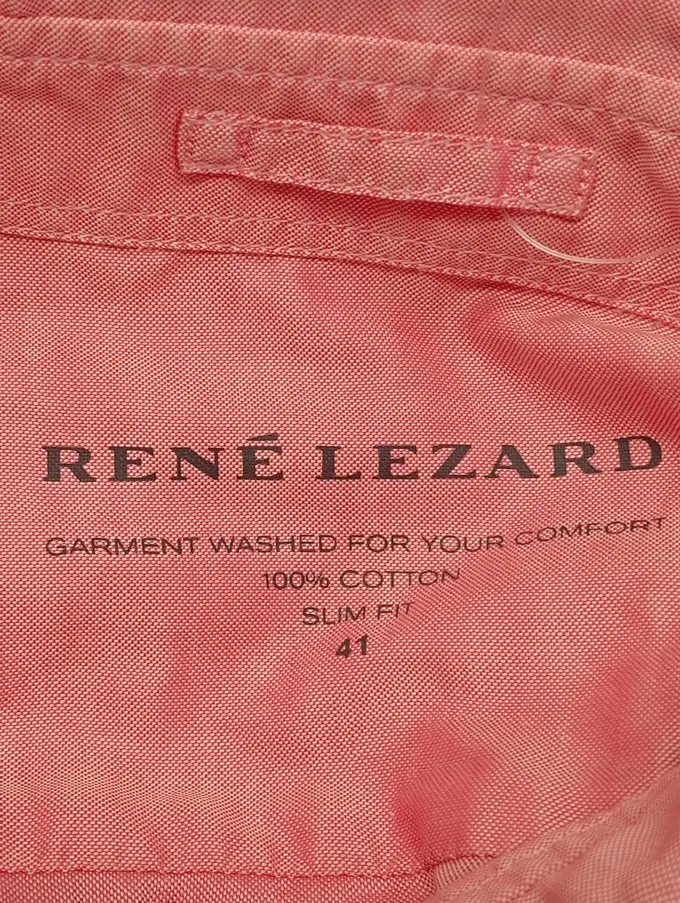 RENÉ LEZARD
GARMENT WASHED FOR YOUR COMFORT
100% COTTON
SLIM FIT
41